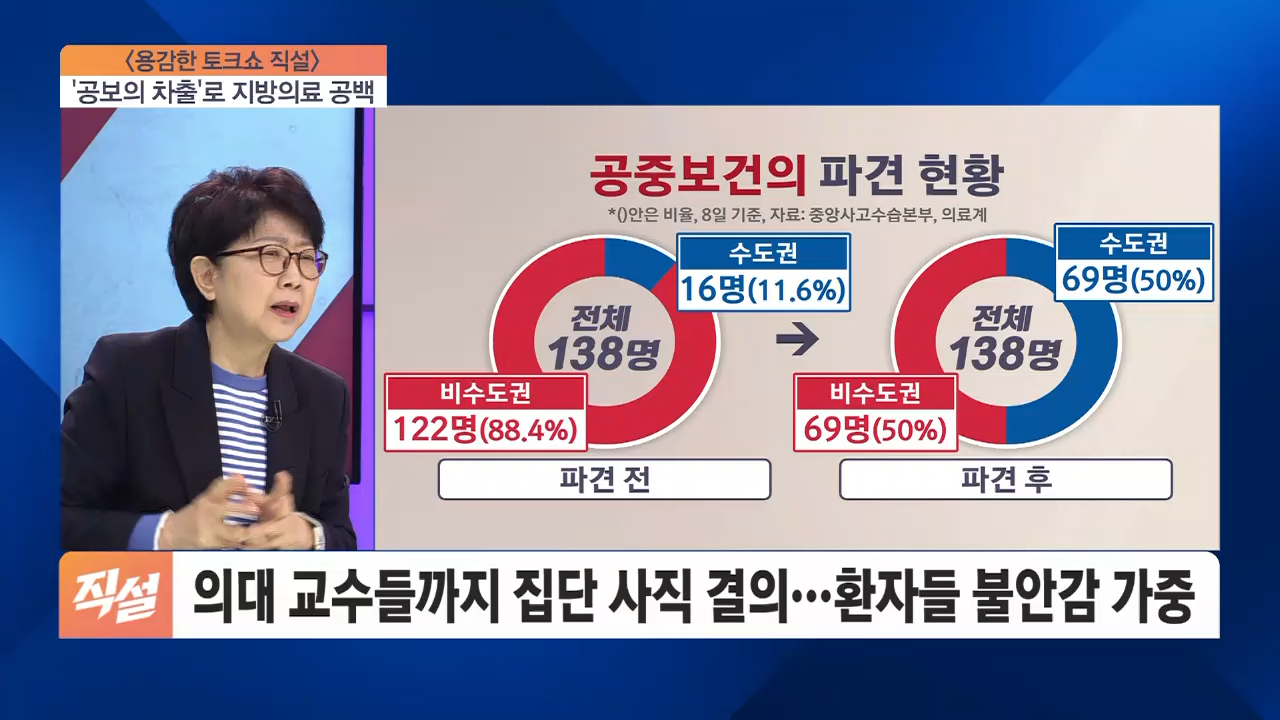 〈용감한 토크쇼 직설〉
'공보의 차출'로 지방의료 공백
공중보건의 파견 현황
*()안은 비율, 8일 기준, 자료: 중앙사고수습본부, 의료계
수도권
16명(11.6%)
전체
138명
비수도권
122명(88.4%)
파견 전
수도권
69명(50%)
전체
138명
비수도권
69명(50%)
파견 후
직설
의대 교수들까지 집단 사직 결의…환자들 불안감 가중